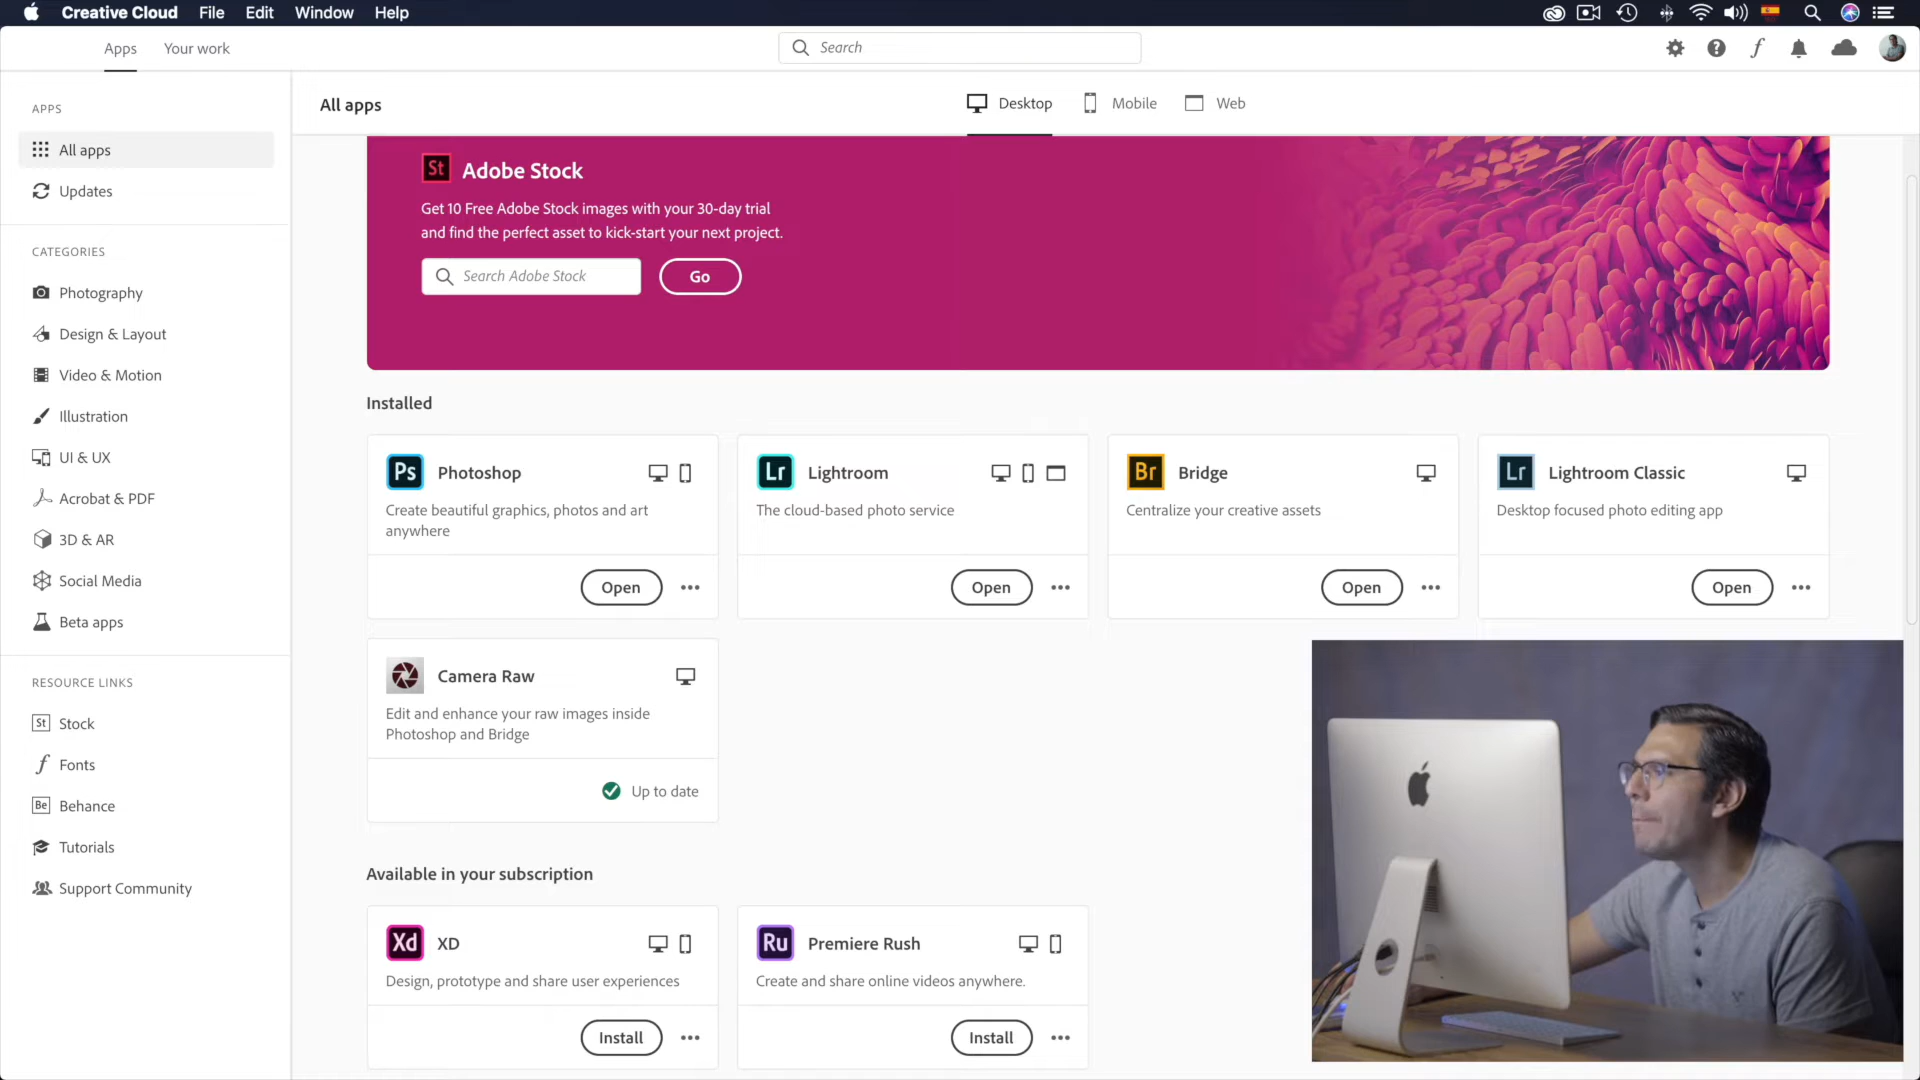 Creative Cloud File Edit Window Help
Apps Your work
Search
APPS
All apps
Updates
CATEGORIES
Photography
Design & Layout
Video & Motion
Illustration
UI & UX
Acrobat & PDF
3D & AR
Social Media
Beta apps
RESOURCE LINKS
St Stock
Fonts
Be Behance
Tutorials
Support Community
All apps
Desktop Mobile Web
St Adobe Stock
Get 10 Free Adobe Stock images with your 30-day trial
and find the perfect asset to kick-start your next project.
Search Adobe Stock Go
Installed
Ps Photoshop
Create beautiful graphics, photos and art
anywhere
Open
Lr Lightroom
The cloud-based photo service
Open
Br Bridge
Centralize your creative assets
Open
Lr Lightroom Classic
Desktop focused photo editing app
Open
Camera Raw
Edit and enhance your raw images inside
Photoshop and Bridge
Up to date
Available in your subscription
Xd XD
Design, prototype and share user experiences
Install
Ru Premiere Rush
Create and share online videos anywhere.
Install